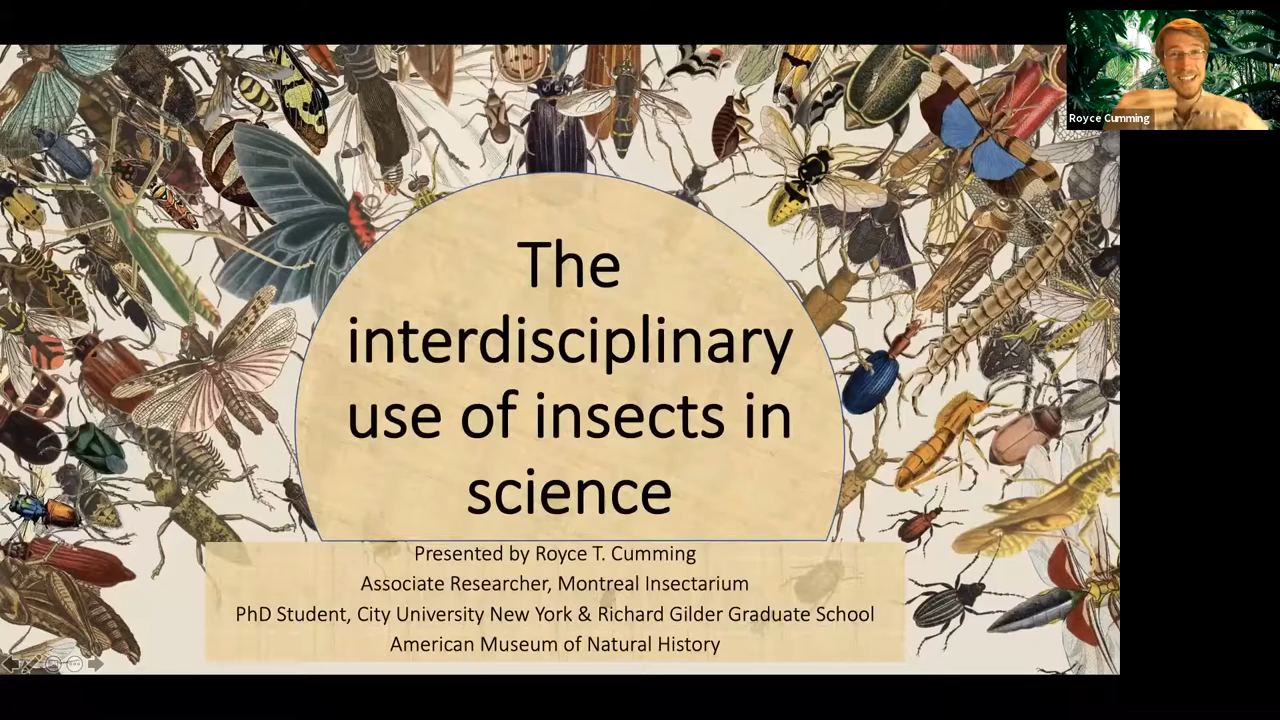 Royce Cumming
The
interdisciplinary
use of insects in
science
Presented by Royce T. Cumming
Associate Researcher, Montreal Insectarium
PhD Student, City University New York & Richard Gilder Graduate School
American Museum of Natural History